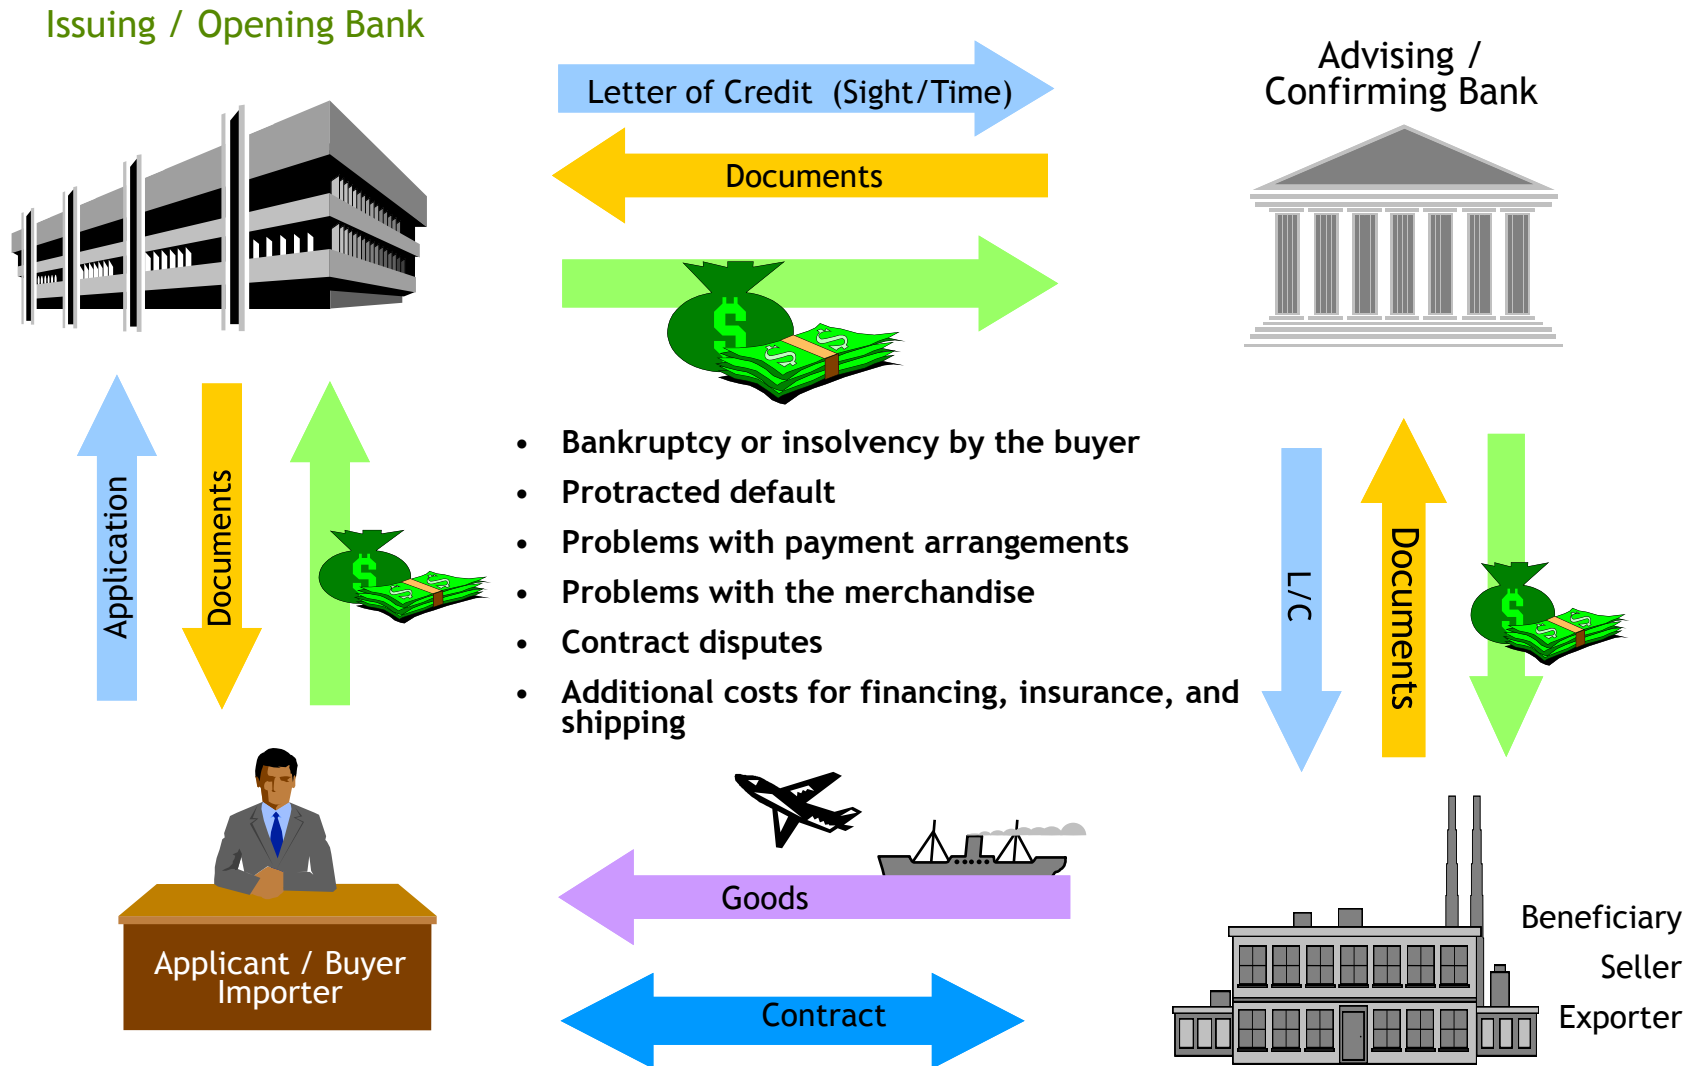 Issuing / Opening Bank
Advising /
Confirming Bank
Letter of Credit  (Sight/Time)
Documents
$
Application
Documents
$
• Bankruptcy or insolvency by the buyer
• Protracted default
• Problems with payment arrangements
• Problems with the merchandise
• Contract disputes
• Additional costs for financing, insurance, and
shipping
L/C
Documents
$
Goods
Contract
Applicant / Buyer
Importer
Beneficiary
Seller
Exporter